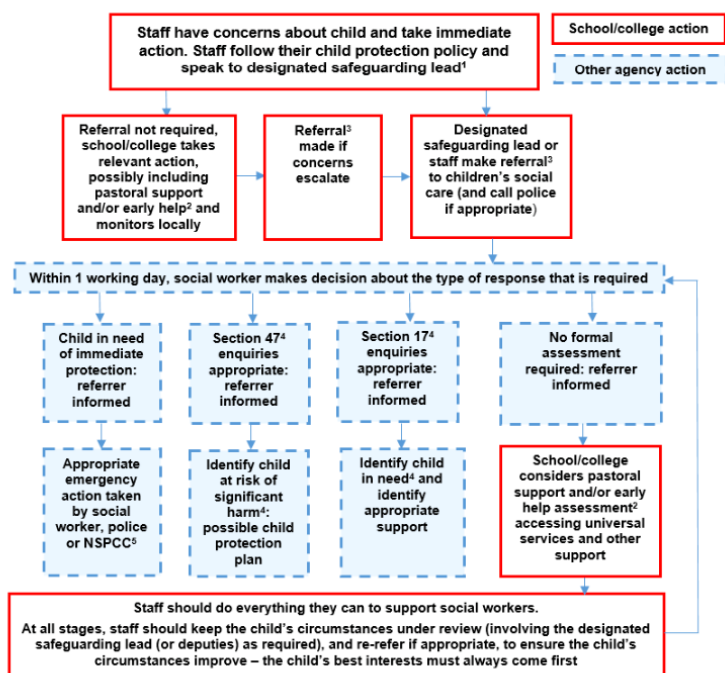 Staff have concerns about child and take immediate
action. Staff follow their child protection policy and
speak to designated safeguarding lead¹
School/college action
Other agency action
Referral not required,
school/college takes
relevant action,
possibly including
pastoral support
and/or early help² and
monitors locally
Referral³
made if
concerns
escalate
Designated
safeguarding lead or
staff make referral³
to children’s social
care (and call police
if appropriate)
Within 1 working day, social worker makes decision about the type of response that is required
Child in need
of immediate
protection:
referrer
informed
Section 47⁴
enquiries
appropriate:
referrer
informed
Section 17⁴
enquiries
appropriate:
referrer
informed
No formal
assessment
required: referrer
informed
Appropriate
emergency
action taken
by social
worker, police
or NSPCC⁵
Identify child
at risk of
significant
harm⁴:
possible child
protection
plan
Identify child
in need⁴ and
identify
appropriate
support
School/college
considers pastoral
support and/or early
help assessment²
accessing universal
services and other
support
Staff should do everything they can to support social workers.
At all stages, staff should keep the child’s circumstances under review (involving the designated
safeguarding lead (or deputies) as required), and re-refer if appropriate, to ensure the child’s
circumstances improve – the child’s best interests must always come first